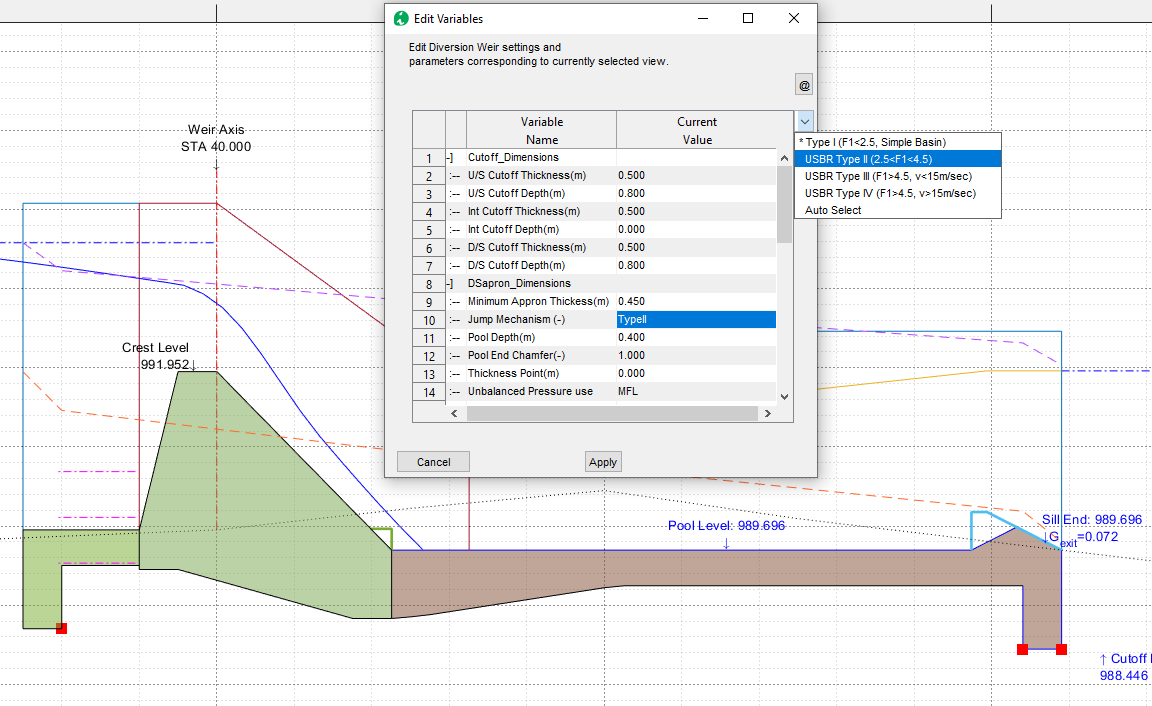 Edit Variables
Edit Diversion Weir settings and
parameters corresponding to currently selected view.
@
Variable Name
Current Value
1 -] Cutoff_Dimensions
2 :-- U/S Cutoff Thickness(m) 0.500
3 :-- U/S Cutoff Depth(m) 0.800
4 :-- Int Cutoff Thickness(m) 0.500
5 :-- Int Cutoff Depth(m) 0.000
6 :-- D/S Cutoff Thickness(m) 0.500
7 :-- D/S Cutoff Depth(m) 0.800
8 -] DSapron_Dimensions
9 :-- Minimum Appron Thickess(m) 0.450
10 :-- Jump Mechanism (-) TypeII
11 :-- Pool Depth(m) 0.400
12 :-- Pool End Chamfer(-) 1.000
13 :-- Thickness Point(m) 0.000
14 :-- Unbalanced Pressure use MFL
Cancel
Apply
* Type I (F1<2.5, Simple Basin)
USBR Type II (2.5<F1<4.5)
USBR Type III (F1>4.5, v<15m/sec)
USBR Type IV (F1>4.5, v>15m/sec)
Auto Select
Weir Axis
STA 40.000
Crest Level
991.952↓
Pool Level: 989.696
↓
Sill End: 989.696
↓Gexit=0.072
↑ Cutoff
988.446